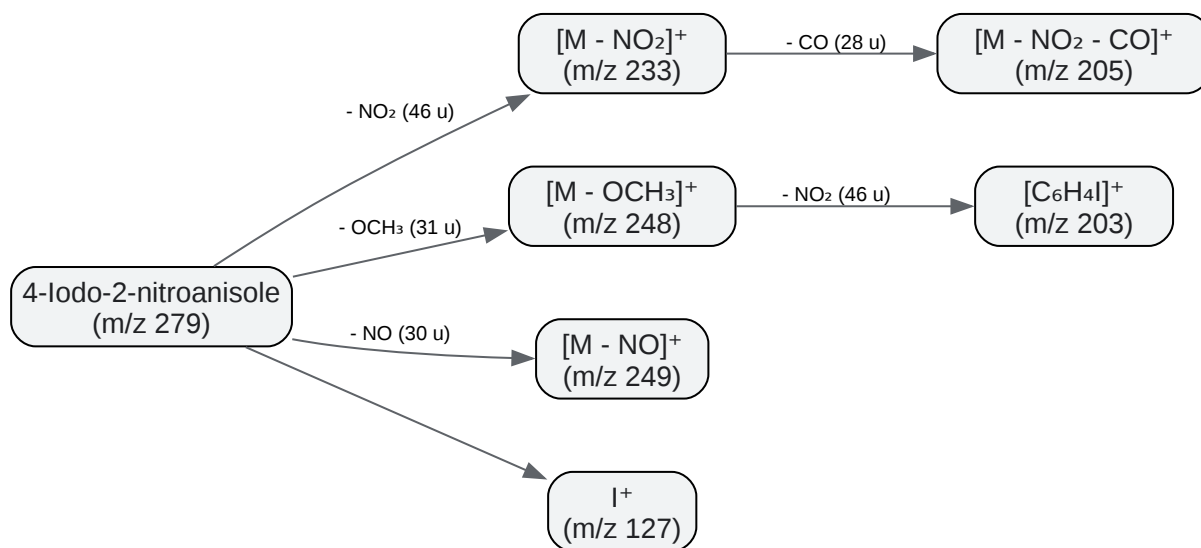 [M - NO₂]⁺
(m/z 233)
- CO (28 u)
[M - NO₂ - CO]⁺
(m/z 205)
- NO₂ (46 u)
[M - OCH₃]⁺
(m/z 248)
- NO₂ (46 u)
[C₆H₄I]⁺
(m/z 203)
- OCH₃ (31 u)
4-Iodo-2-nitroanisole
(m/z 279)
- NO (30 u)
[M - NO]⁺
(m/z 249)
I⁺
(m/z 127)